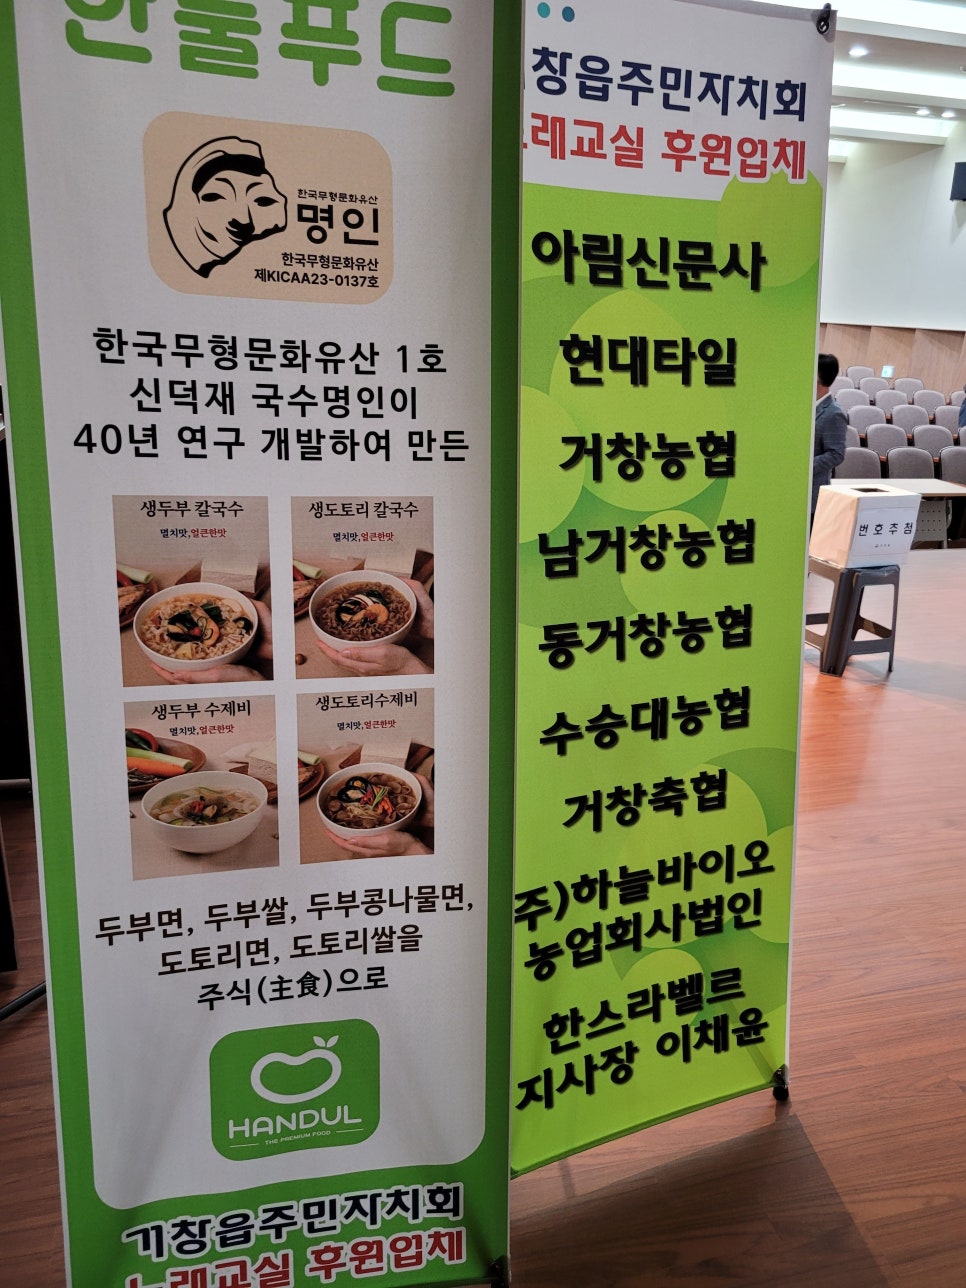 한둘푸드
한국무형문화유산
명인
한국무형문화유산
제KICAA23-0137호
한국무형문화유산 1호
신덕재 국수명인이
40년 연구 개발하여 만든
생두부 칼국수
멸치맛,얼큰한맛
생도토리 칼국수
멸치맛,얼큰한맛
생두부 수제비
멸치맛,얼큰한맛
생도토리수제비
멸치맛,얼큰한맛
두부면, 두부쌀, 두부콩나물면,
도토리면, 도토리쌀을
주식(主食)으로
HANDUL
THE PREMIUM FOOD
거창읍주민자치회
노래교실 후원업체
창읍주민자치회
래교실 후원업체
아림신문사
현대타일
거창농협
남거창농협
동거창농협
수승대농협
거창축협
주)하늘바이오
농업회사법인
한스라벨르
지사장 이채윤
번호추첨